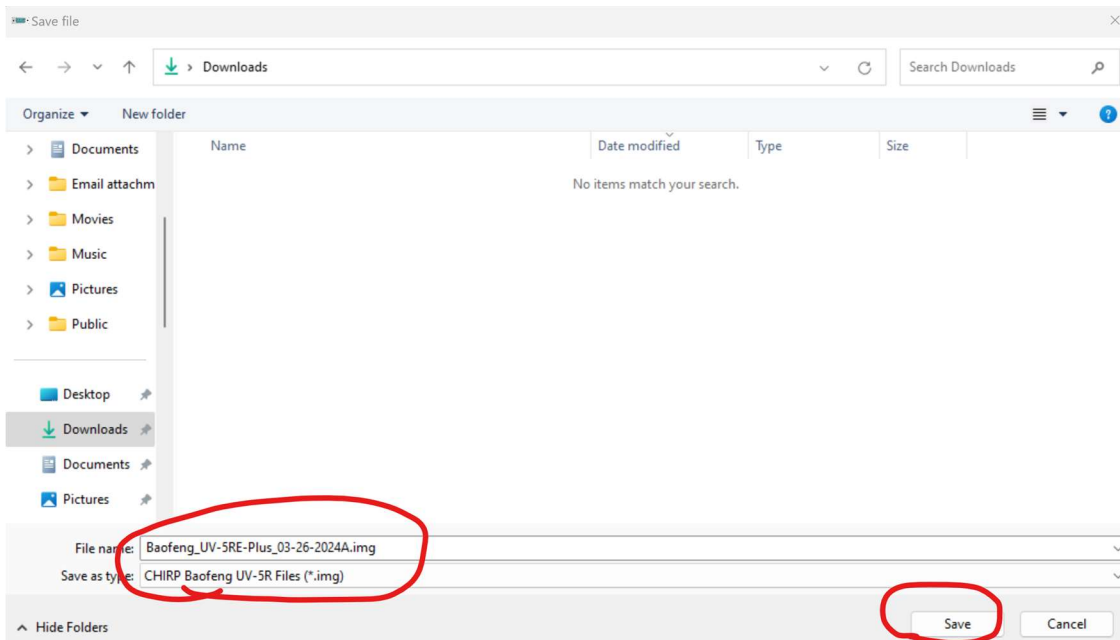 Save file
Downloads
Search Downloads
Organize
New folder
?
Documents
Email attachm
Movies
Music
Pictures
Public
Desktop
Downloads
Documents
Pictures
Name Date modified Type Size
No items match your search.
File name: Baofeng_UV-5RE-Plus_03-26-2024A.img
Save as type: CHIRP Baofeng UV-5R Files (*.img)
Hide Folders
Save
Cancel